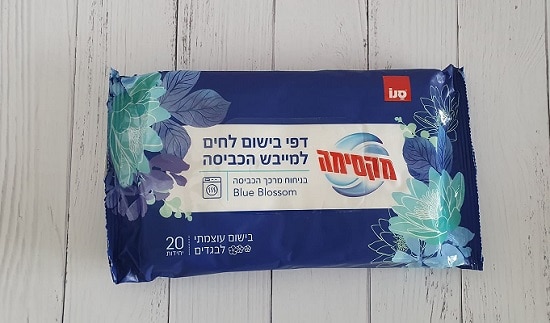 סנו
דפי בישום לחים
למייבש הכביסה
מקסימה
בניחוח מרכך הכביסה
Blue Blossom
20
יחידות
בישום עוצמתי
לבגדים